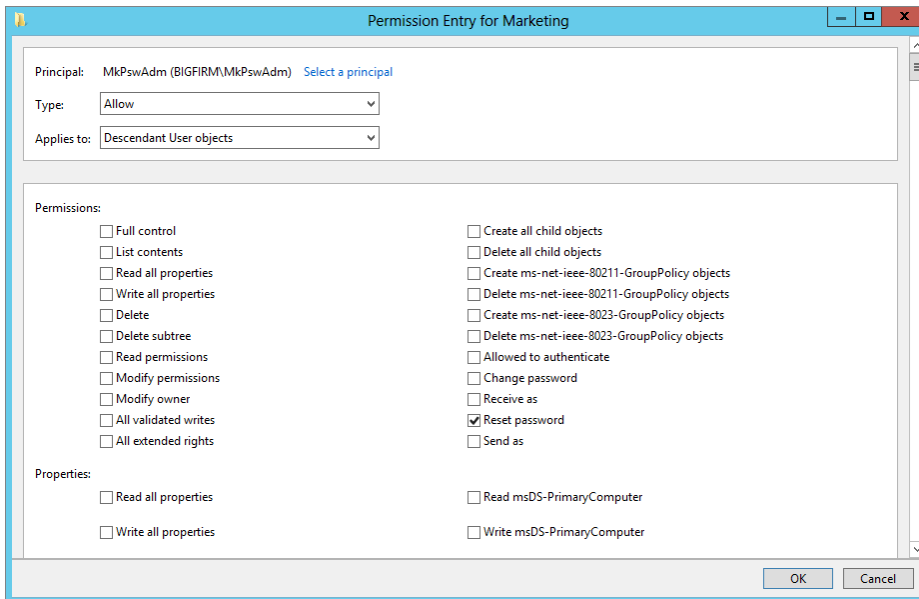 Permission Entry for Marketing
Principal: MkPswAdm (BIGFIRM\MkPswAdm) Select a principal
Type: Allow
Applies to: Descendant User objects
Permissions:
Full control Create all child objects
List contents Delete all child objects
Read all properties Create ms-net-ieee-80211-GroupPolicy objects
Write all properties Delete ms-net-ieee-80211-GroupPolicy objects
Delete Create ms-net-ieee-8023-GroupPolicy objects
Delete subtree Delete ms-net-ieee-8023-GroupPolicy objects
Read permissions Allowed to authenticate
Modify permissions Change password
Modify owner Receive as
All validated writes Reset password
All extended rights Send as
Properties:
Read all properties Read msDS-PrimaryComputer
Write all properties Write msDS-PrimaryComputer
OK Cancel